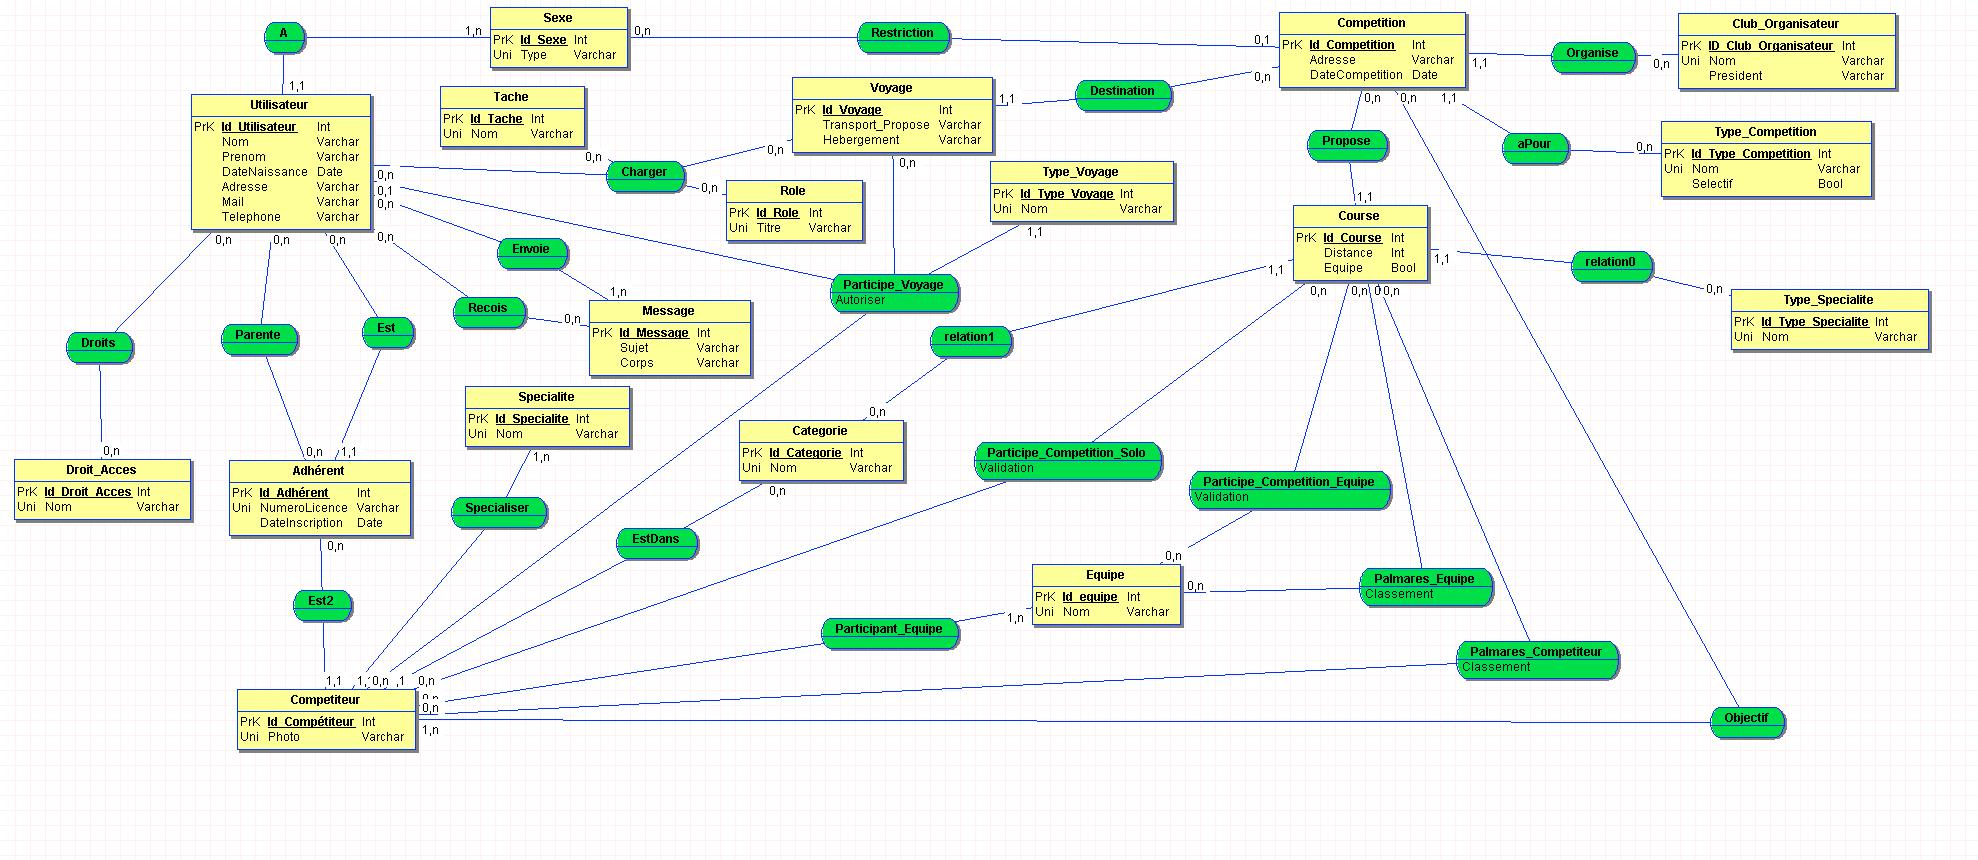 A
1,n
1,1
Sexe
PrK Id_Sexe Int
Uni Type Varchar
0,n
Restriction
0,1
Competition
PrK Id_Competition Int
Adresse Varchar
DateCompetition Date
1,1
Organise
0,n
Club_Organisateur
PrK ID_Club_Organisateur Int
Uni Nom Varchar
President Varchar
Utilisateur
PrK Id_Utilisateur Int
Nom Varchar
Prenom Varchar
DateNaissance Date
Adresse Varchar
Mail Varchar
Telephone Varchar
Tache
PrK Id_Tache Int
Uni Nom Varchar
0,n
Charger
0,n
0,n
0,n
Voyage
PrK Id_Voyage Int
Transport_Propose Varchar
Hebergement Varchar
1,1
Destination
0,n
0,n
Role
PrK Id_Role Int
Uni Titre Varchar
Type_Voyage
PrK Id_Type_Voyage Int
Uni Nom Varchar
1,1
0,n
0,n
1,1
Propose
1,1
aPour
0,n
Type_Competition
PrK Id_Type_Competition Int
Uni Nom Varchar
Selectif Bool
Course
PrK Id_Course Int
Distance Int
Equipe Bool
1,1
relation0
0,n
Type_Specialite
PrK Id_Type_Specialite Int
Uni Nom Varchar
0,1
0,n
Envoie
1,n
0,n
Recois
0,n
Message
PrK Id_Message Int
Sujet Varchar
Corps Varchar
Participe_Voyage
Autoriser
1,1
relation1
0,n
0,n
0,n
0,n
0,n
0,n
0,n
Droits
Parente
Est
0,n
0,n
1,1
Droit_Acces
PrK Id_Droit_Acces Int
Uni Nom Varchar
Adhérent
PrK Id_Adhérent Int
Uni NumeroLicence Varchar
DateInscription Date
Specialite
PrK Id_Specialite Int
Uni Nom Varchar
1,n
Specialiser
Categorie
PrK Id_Categorie Int
Uni Nom Varchar
0,n
EstDans
Participe_Competition_Solo
Validation
Participe_Competition_Equipe
Validation
0,n
0,n
Est2
1,1
Equipe
PrK Id_equipe Int
Uni Nom Varchar
0,n
Palmares_Equipe
Classement
1,n
Participant_Equipe
Palmares_Competiteur
Classement
0,n
,1
0,n
Competiteur
PrK Id_Compétiteur Int
Uni Photo Varchar
0,n
0,n
1,n
Objectif